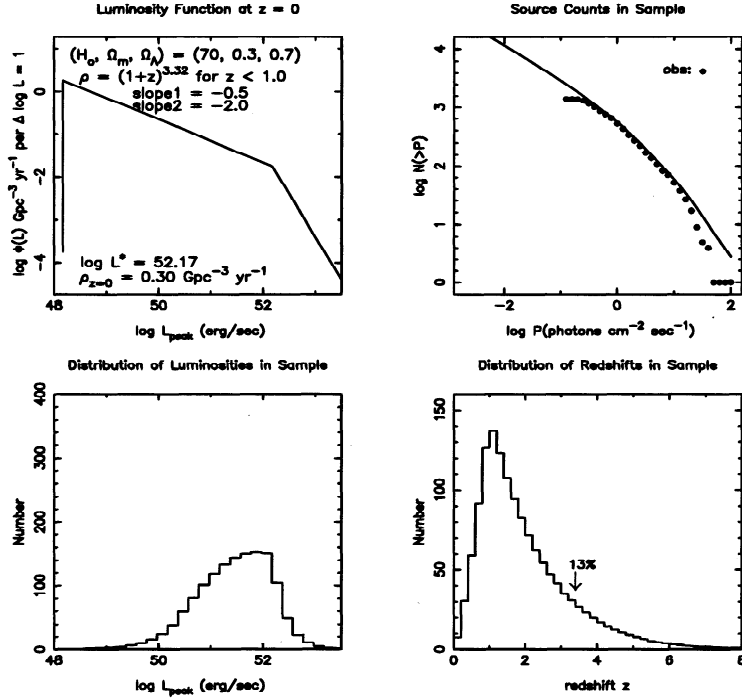 Luminosity Function at z = 0
(H₀, Ωₘ, Ω_Λ) = (70, 0.3, 0.7)
ρ = (1+z)^3.32 for z < 1.0
slope1 = −0.5
slope2 = −2.0
log L* = 52.17
ρ_z=0 = 0.30 Gpc⁻³ yr⁻¹
log Φ(L) Gpc⁻³ yr⁻¹ per Δ log L = 1
0
−2
−4
48 50 52
log L_peak (erg/sec)
Source Counts in Sample
obs:
log N(>P)
4
3
2
1
0
−2 0 2
log P(photone cm⁻² sec⁻¹)
Distribution of Luminosities in Sample
Number
400
300
200
100
0
48 50 52
log L_peak (erg/sec)
Distribution of Redshifts in Sample
Number
150
100
50
0
13%
0 2 4 6 8
redshift z